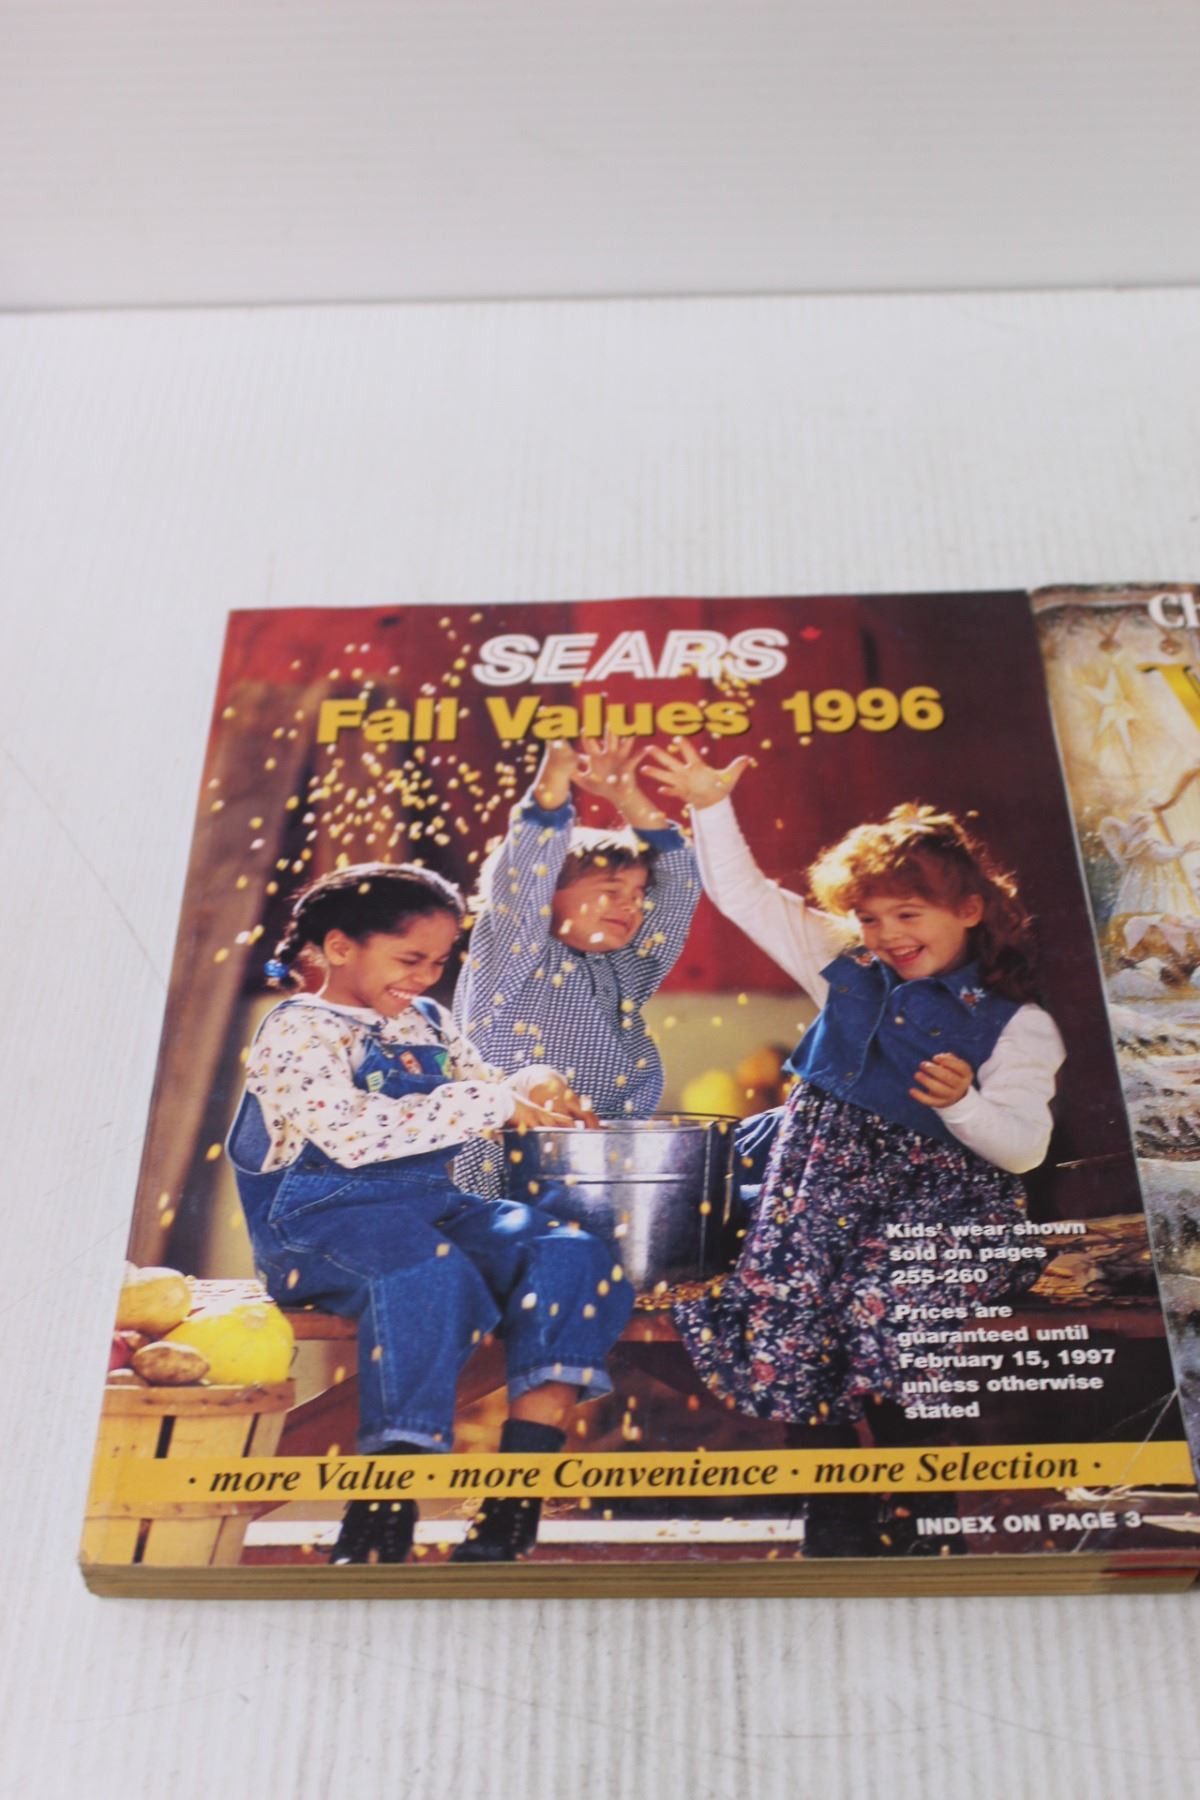 SEARS
Fall Values 1996
Kids' wear shown
sold on pages
255-260
Prices are
guaranteed until
February 15, 1997
unless otherwise
stated
· more Value · more Convenience · more Selection ·
INDEX ON PAGE 3